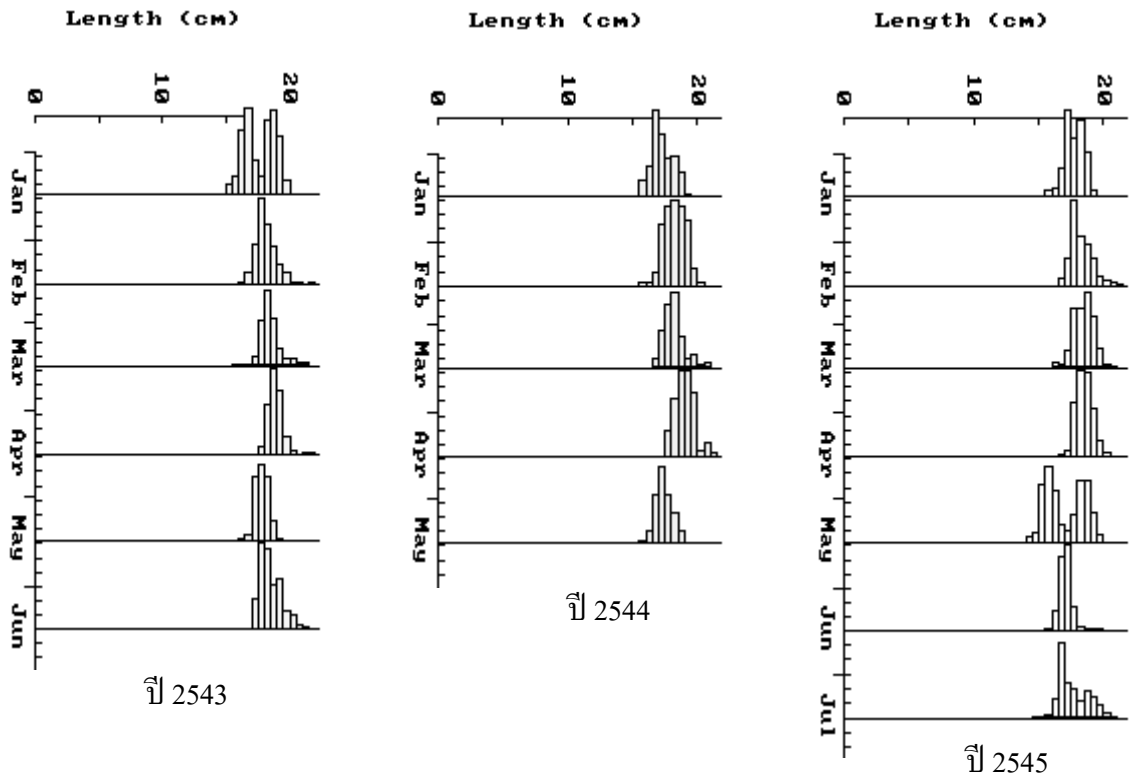 Length (cm)
0 10 20
Jan
Feb
Mar
Apr
May
Jun
ปี 2543
Length (cm)
0 10 20
Jan
Feb
Mar
Apr
May
ปี 2544
Length (cm)
0 10 20
Jan
Feb
Mar
Apr
May
Jun
Jul
ปี 2545